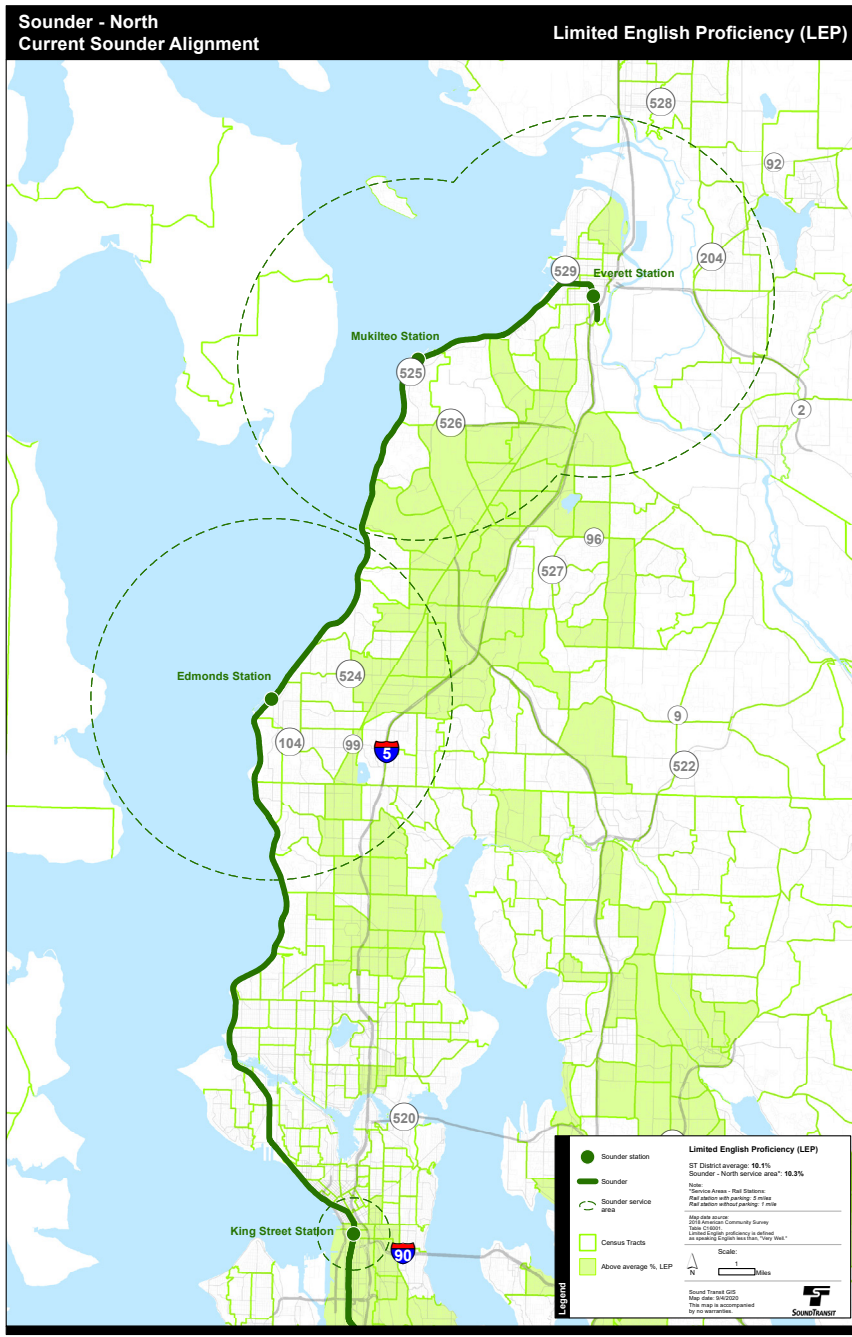 Sounder - North
Current Sounder Alignment
Limited English Proficiency (LEP)
528
92
204
529
Everett Station
Mukilteo Station
525
526
2
96
527
Edmonds Station
524
9
104
99
5
522
520
King Street Station
90
Legend
Sounder station
Sounder
Sounder service
area
Census Tracts
Above average %, LEP
Limited English Proficiency (LEP)
ST District average: 10.1%
Sounder - North service area*: 10.3%
Note:
*Service Areas - Rail Stations:
Rail station with parking: 5 miles
Rail station without parking: 1 mile
Map data source:
2018 American Community Survey
Table C16001.
Limited English proficiency is defined
as speaking English less than, "Very Well."
Scale:
1
Miles
N
Sound Transit GIS
Map date: 9/4/2020
This map is accompanied
by no warranties.
SOUNDTRANSIT